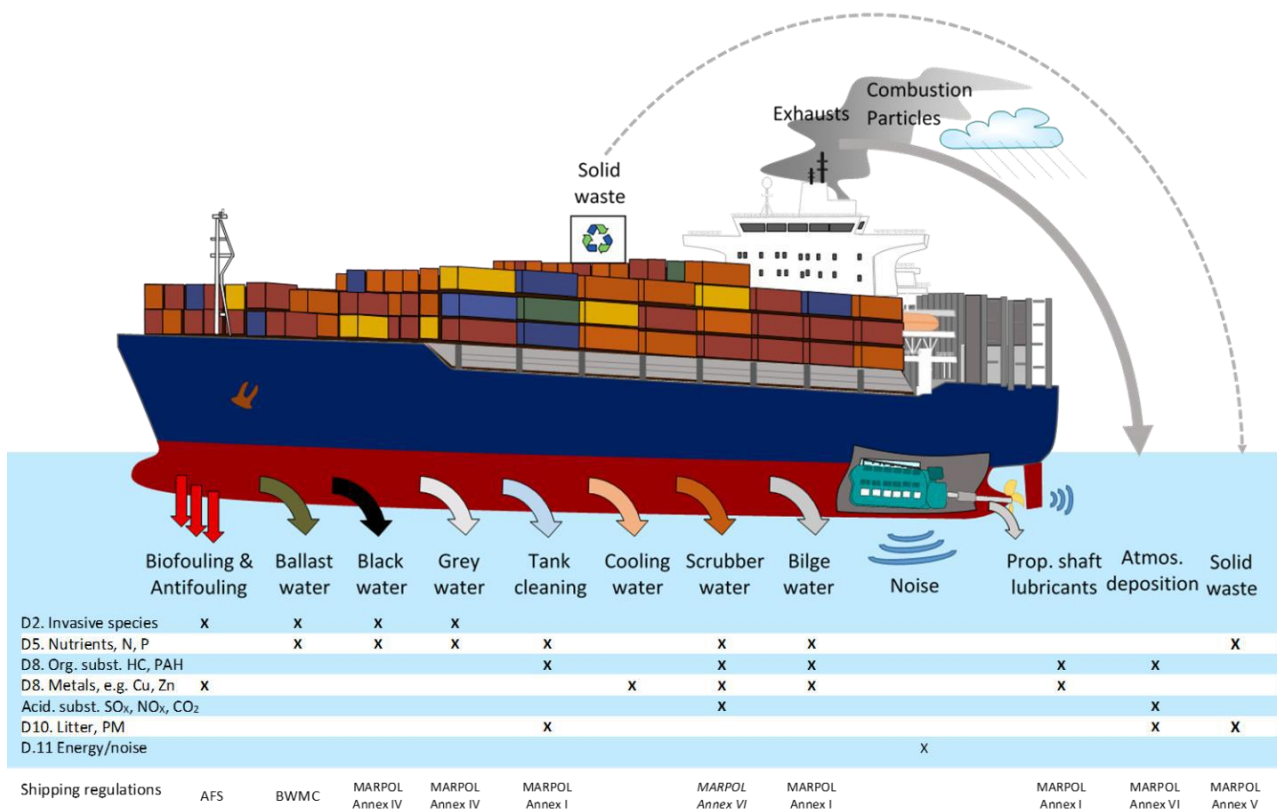 Combustion
Exhausts Particles
Solid
waste
Biofouling & Antifouling
Ballast water
Black water
Grey water
Tank cleaning
Cooling water
Scrubber water
Bilge water
Noise
Prop. shaft lubricants
Atmos. deposition
Solid waste
D2. Invasive species x x x x
D5. Nutrients, N, P x x x x x x x
D8. Org. subst. HC, PAH x x x x x
D8. Metals, e.g. Cu, Zn x x x x x
Acid. subst. SOₓ, NOₓ, CO₂ x x
D10. Litter, PM x x x
D.11 Energy/noise x
Shipping regulations
AFS
BWMC
MARPOL Annex IV
MARPOL Annex IV
MARPOL Annex I
MARPOL Annex VI
MARPOL Annex I
MARPOL Annex I
MARPOL Annex VI
MARPOL Annex V